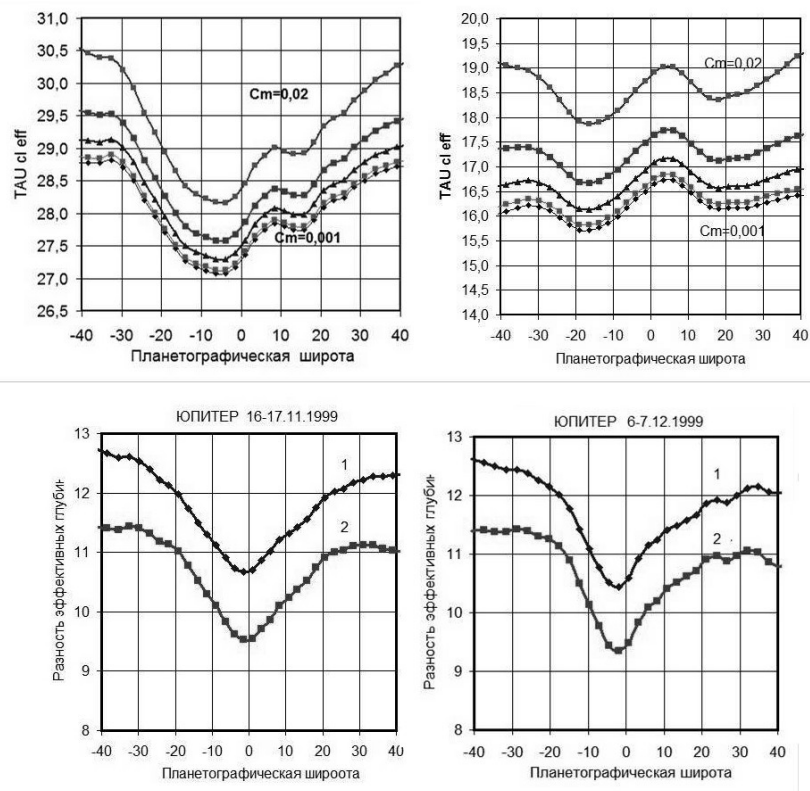 31,0
30,5
30,0
29,5
29,0
28,5
28,0
27,5
27,0
26,5
TAU cl eff
Cm=0,02
Cm=0,001
-40 -30 -20 -10 0 10 20 30 40
Планетографическая широта
20,0
19,5
19,0
18,5
18,0
17,5
17,0
16,5
16,0
15,5
15,0
14,5
14,0
TAU cl eff
Cm=0,02
Cm=0,001
-40 -30 -20 -10 0 10 20 30 40
Планетографическая широта
ЮПИТЕР 16-17.11.1999
13
12
11
10
9
8
Разность эффективных глубин
1
2
-40 -30 -20 -10 0 10 20 30 40
Планетографическая широота
ЮПИТЕР 6-7.12.1999
13
12
11
10
9
8
Разность эффективных глубин
1
2
-40 -30 -20 -10 0 10 20 30 40
Планетографическая широта